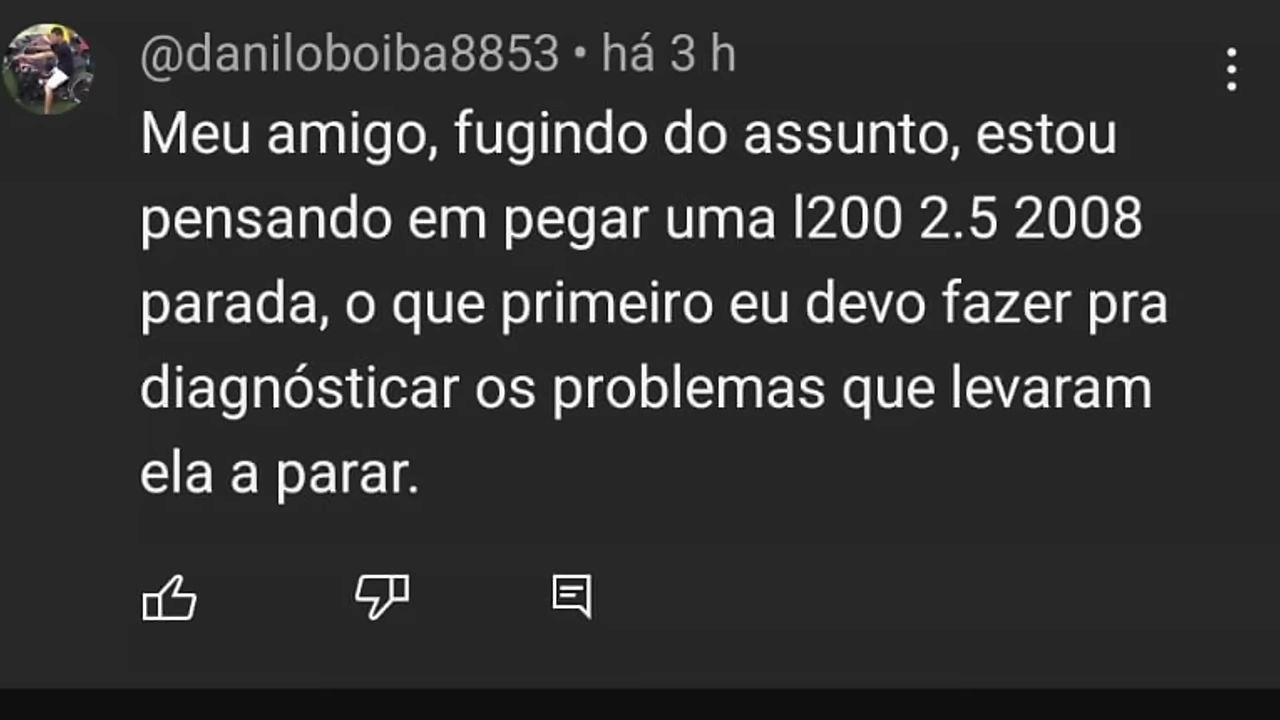 @daniloboiba8853 • há 3 h
Meu amigo, fugindo do assunto, estou
pensando em pegar uma l200 2.5 2008
parada, o que primeiro eu devo fazer pra
diagnósticar os problemas que levaram
ela a parar.